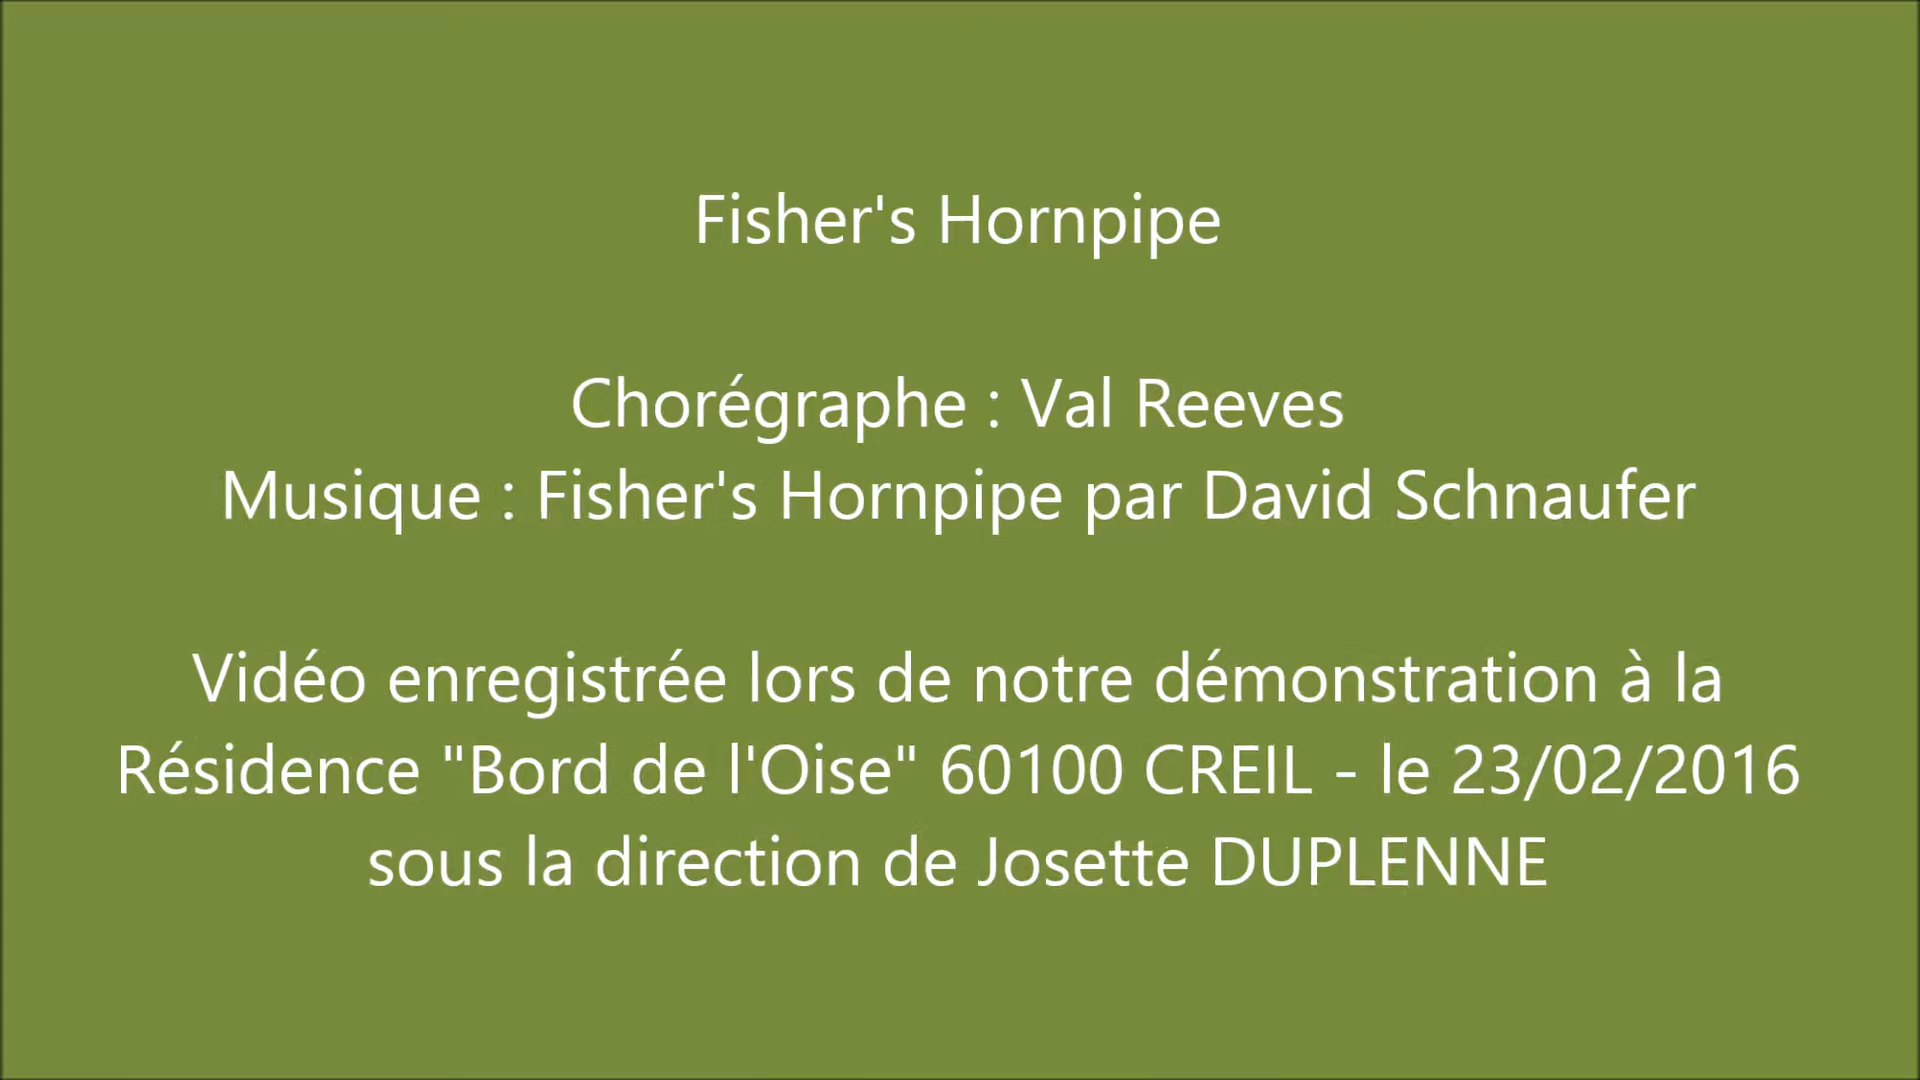 Fisher's Hornpipe
Chorégraphe : Val Reeves
Musique : Fisher's Hornpipe par David Schnaufer
Vidéo enregistrée lors de notre démonstration à la
Résidence "Bord de l'Oise" 60100 CREIL - le 23/02/2016
sous la direction de Josette DUPLENNE